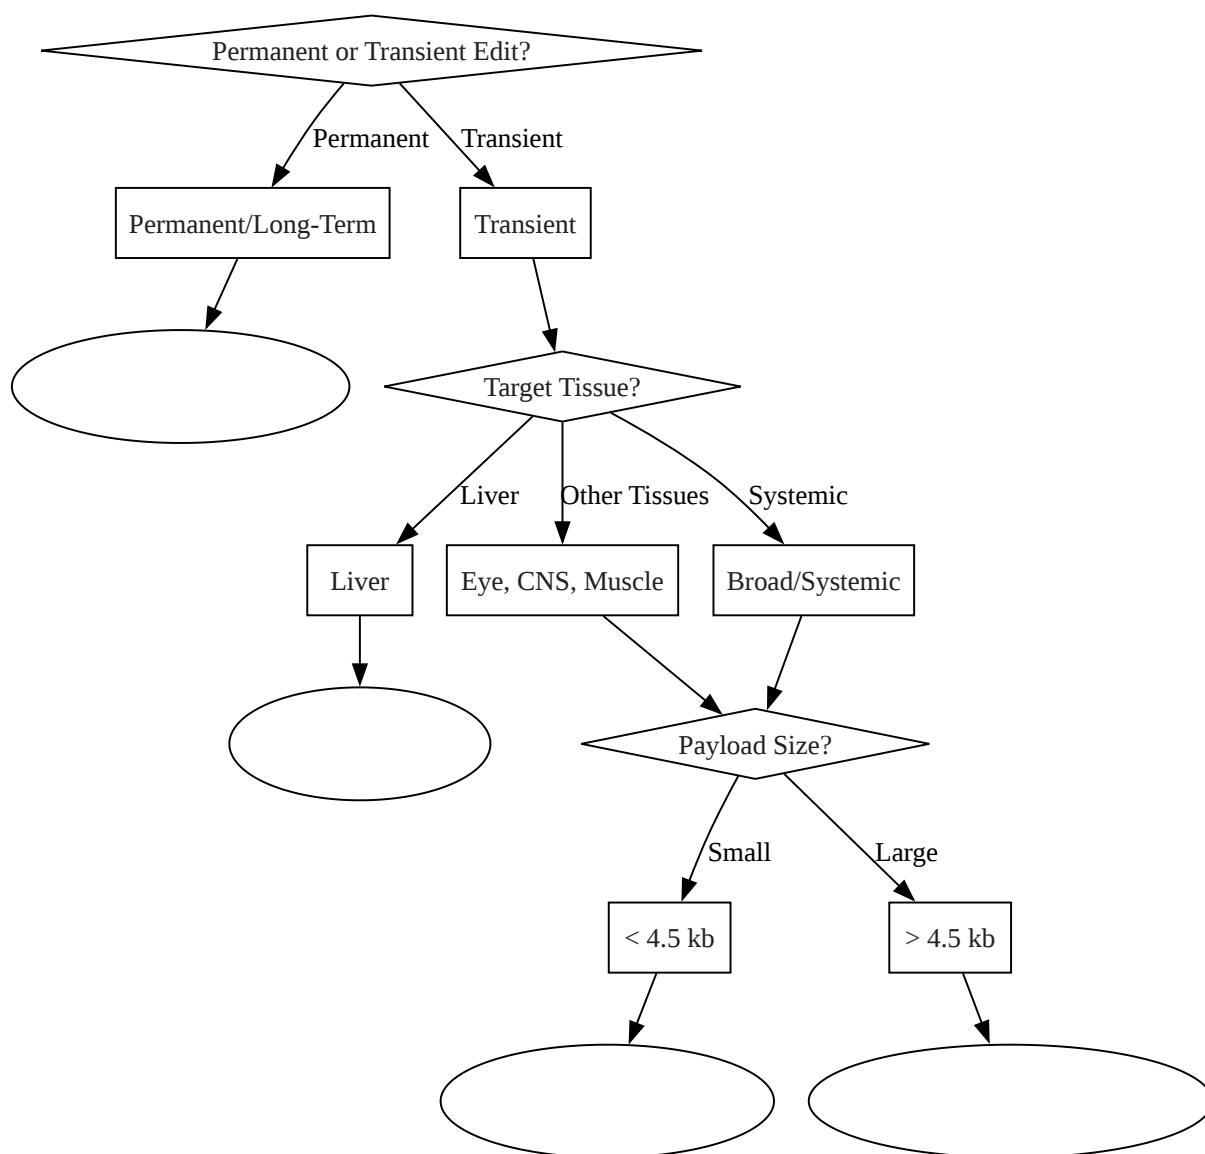 Permanent or Transient Edit?
Permanent
Transient
Permanent/Long-Term
Transient
Target Tissue?
Liver
Other Tissues
Systemic
Liver
Eye, CNS, Muscle
Broad/Systemic
Payload Size?
Small
Large
< 4.5 kb
> 4.5 kb